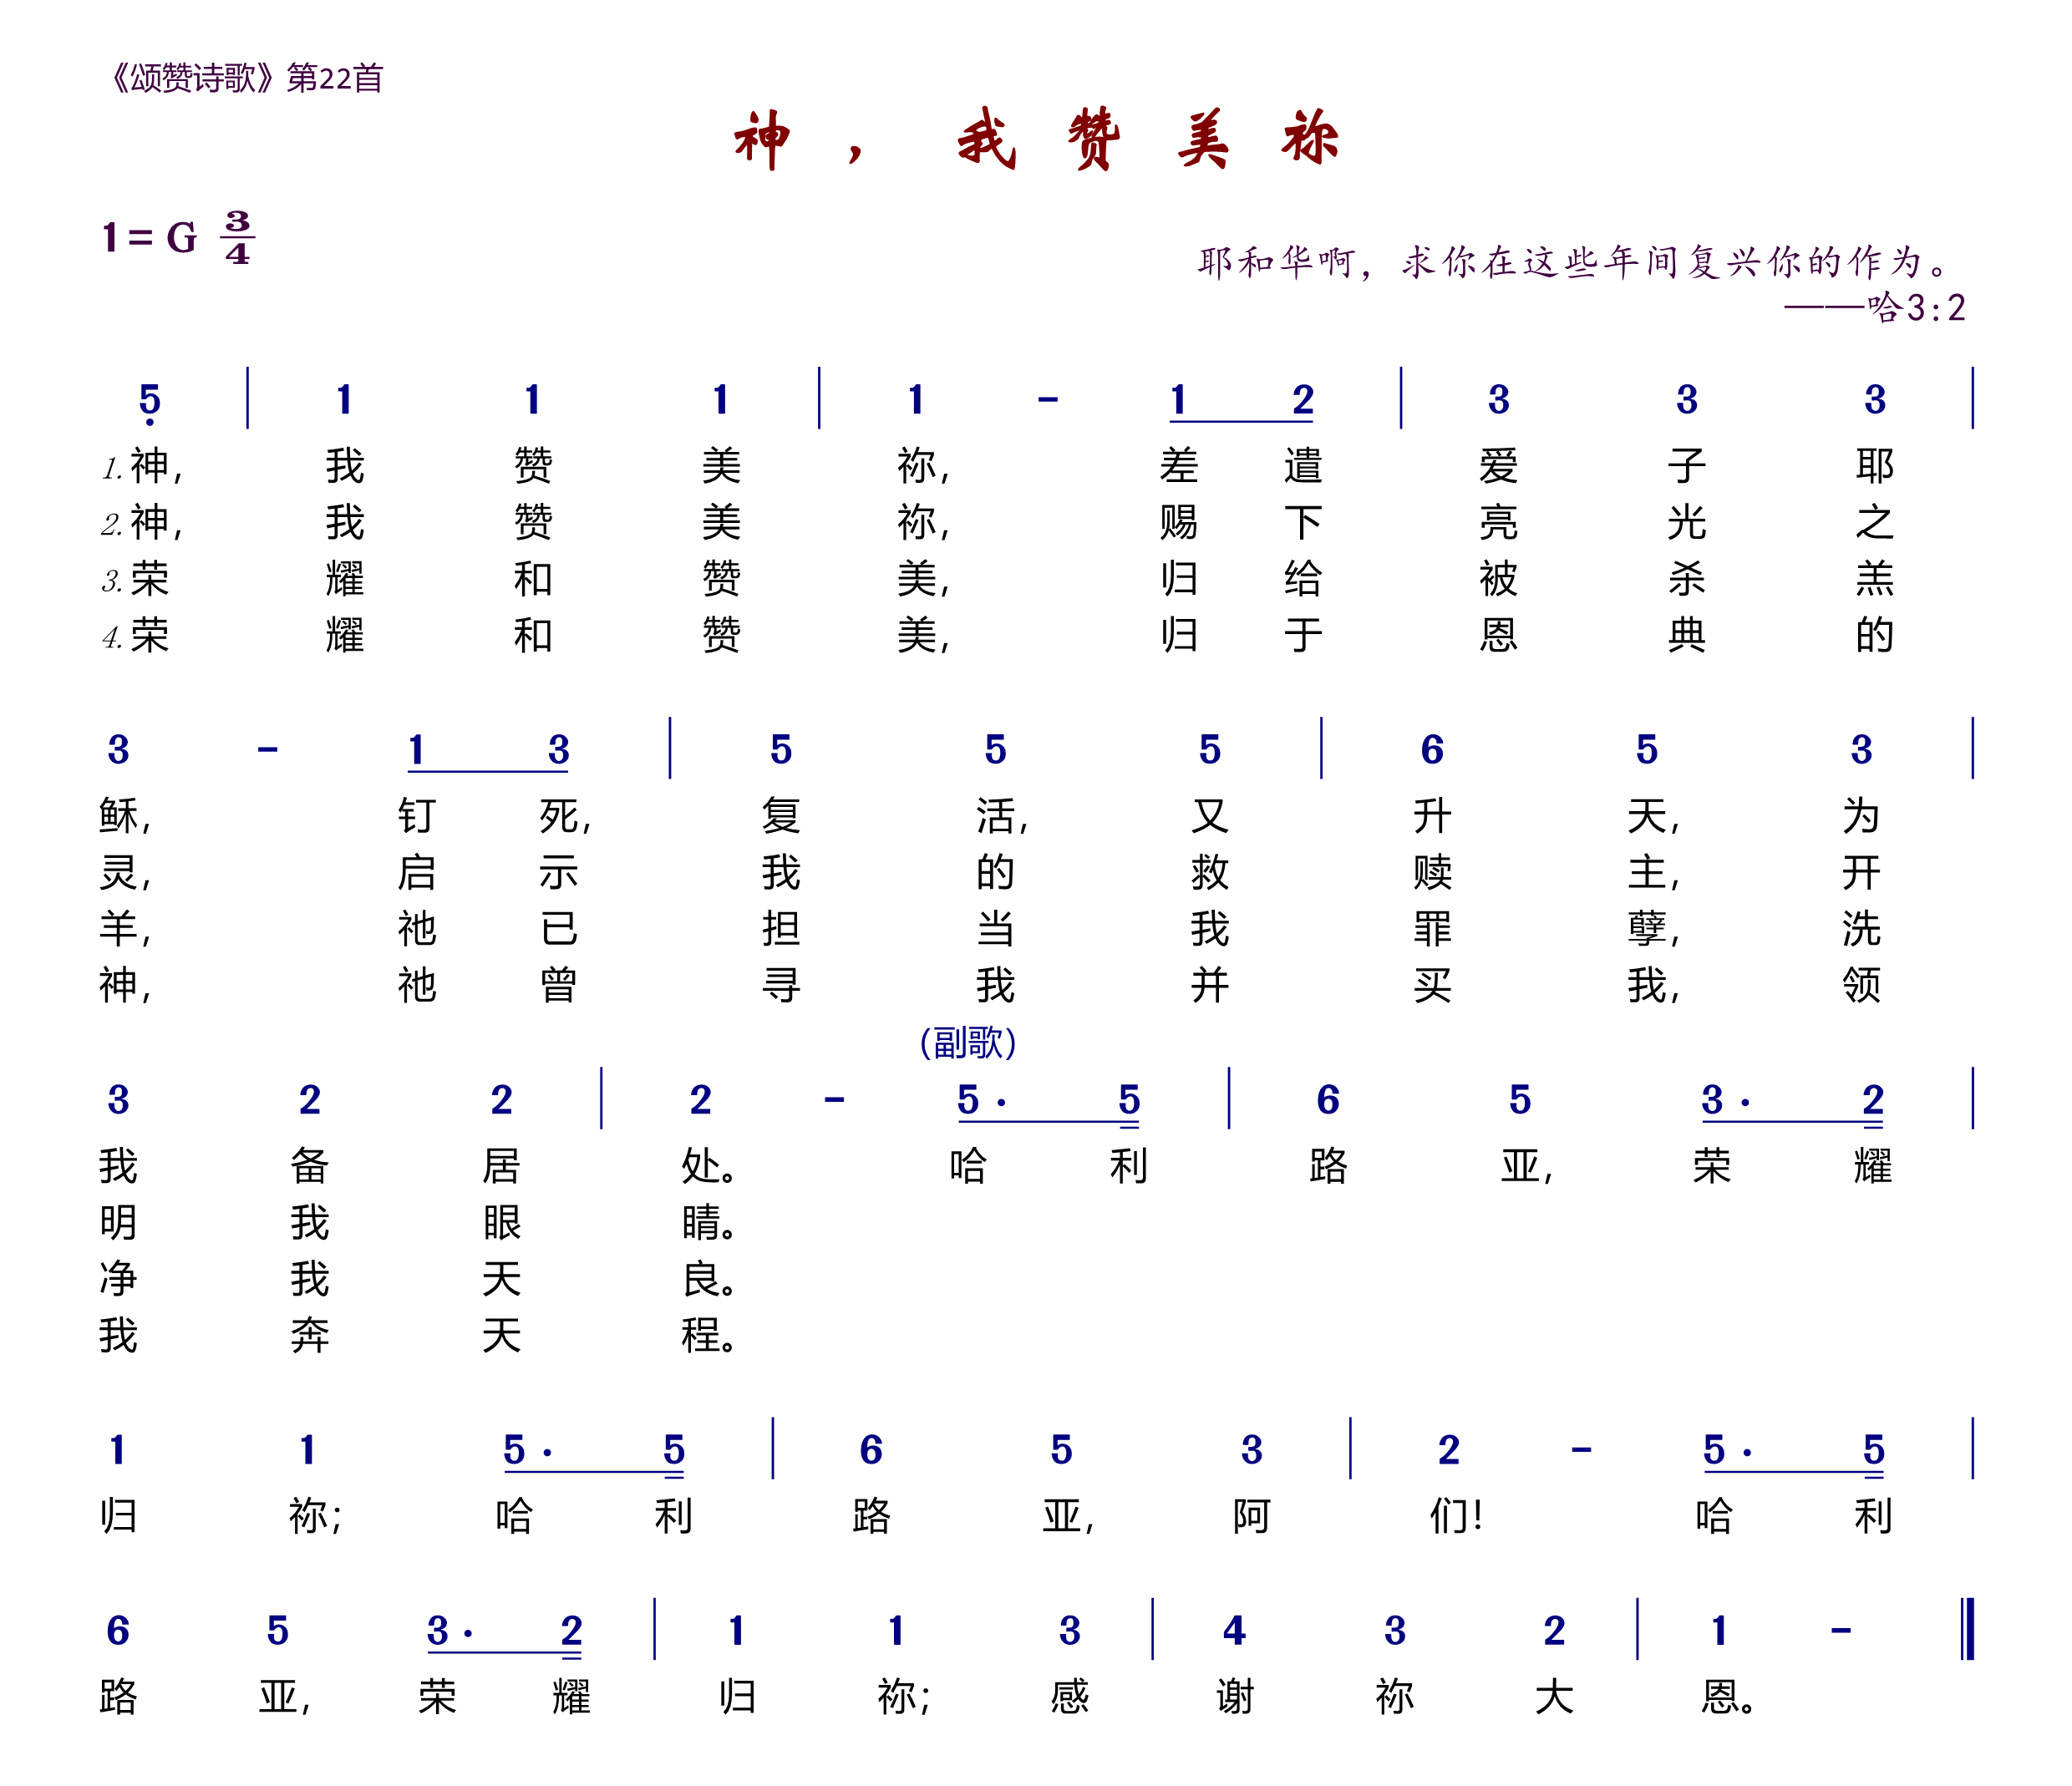 《颂赞诗歌》第22首
神，我赞美祢
1=G 3/4
耶和华啊，求你在这些年间复兴你的作为。
——哈3:2
5̣ | 1 1 1 | 1 - 1 2 | 3 3 3 |
1. 神, 我 赞 美 祢, 差 遣 爱 子 耶
2. 神, 我 赞 美 祢, 赐 下 亮 光 之
3. 荣 耀 和 赞 美, 归 给 被 杀 羔
4. 荣 耀 和 赞 美, 归 于 恩 典 的
3 - 1 3 | 5 5 5 | 6 5 3 |
稣, 钉 死, 复 活, 又 升 天, 为
灵, 启 示 我 的 救 赎 主, 开
羊, 祂 已 担 当 我 罪 孽, 洗
神, 祂 曾 寻 我 并 买 我, 领
(副歌)
3 2 2 | 2 - 5 · 5 | 6 5 3 · 2 |
我 备 居 处。 哈 利 路 亚, 荣 耀
明 我 眼 睛。
净 我 天 良。
我 奔 天 程。
1 1 5 · 5 | 6 5 3 | 2 - 5 · 5 |
归 祢; 哈 利 路 亚, 阿 们! 哈 利
6 5 3 · 2 | 1 1 3 | 4 3 2 | 1 - ‖
路 亚, 荣 耀 归 祢; 感 谢 祢 大 恩。